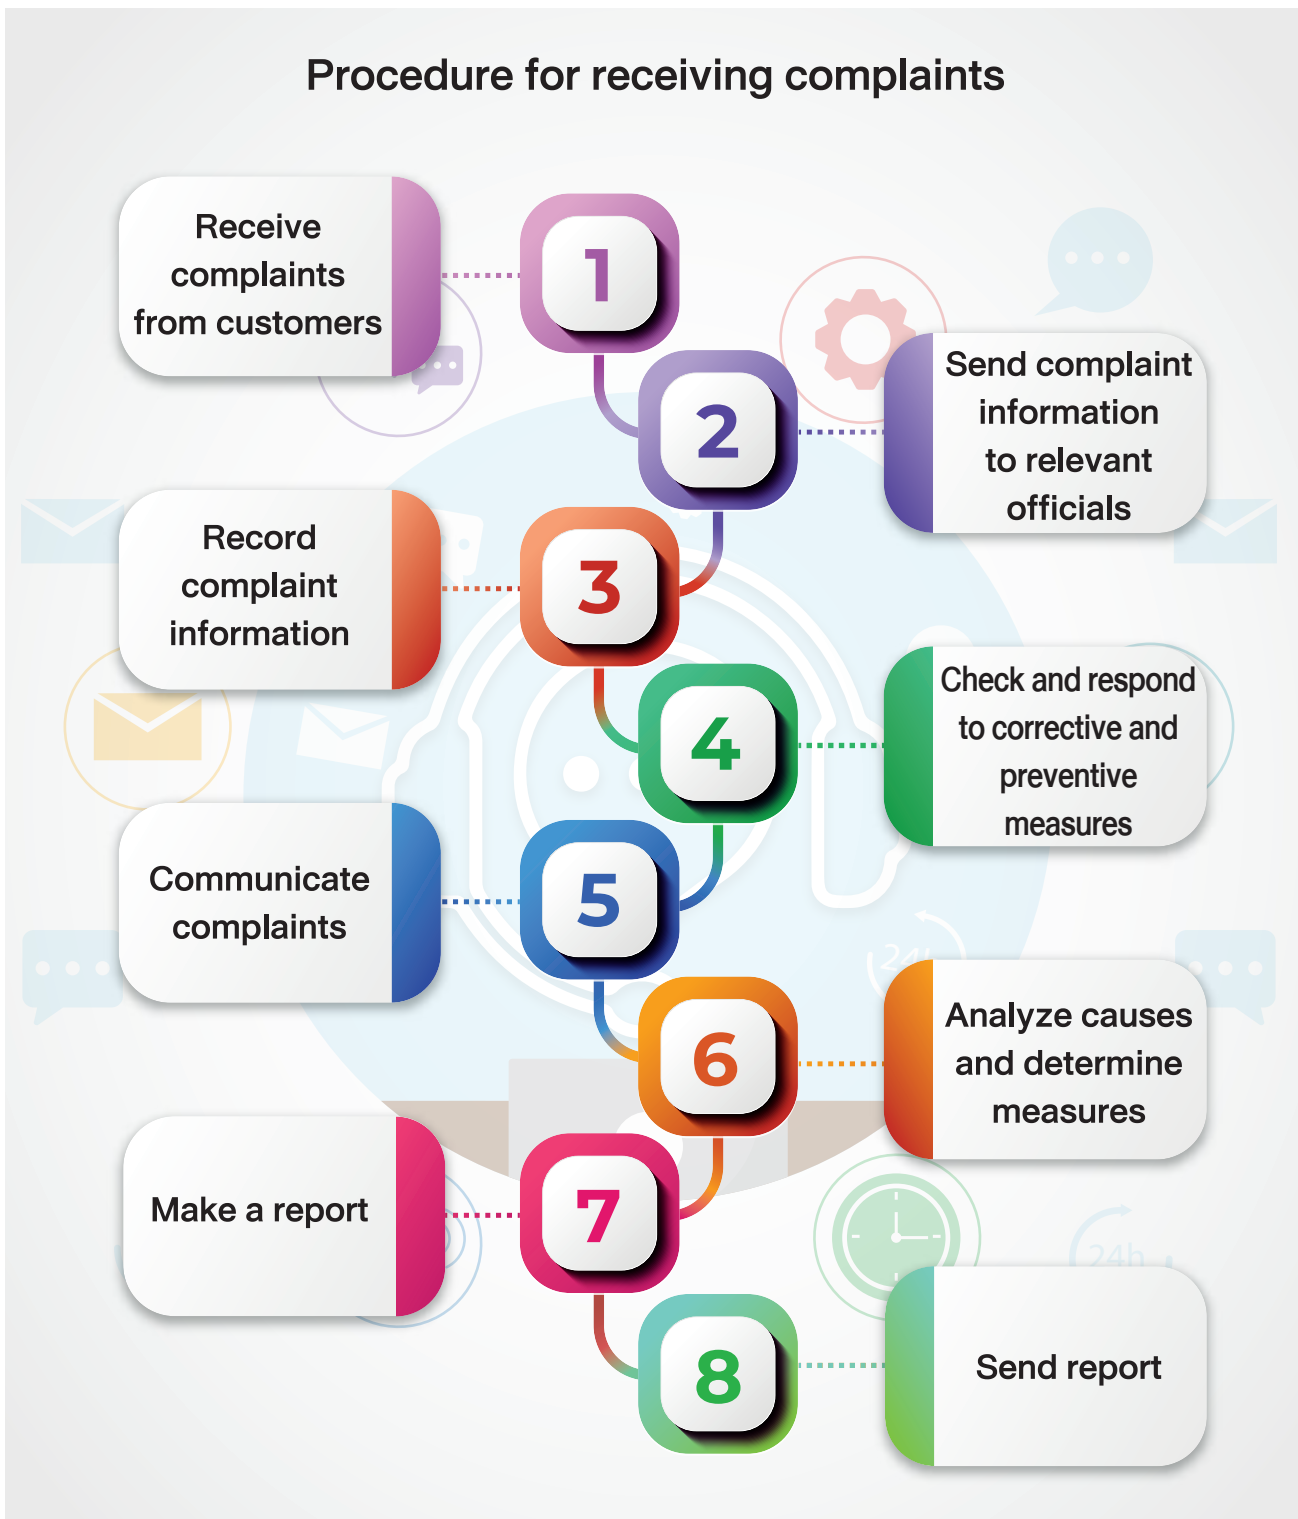 Procedure for receiving complaints
Receive
complaints
from customers
1
2
Send complaint
information
to relevant
officials
Record
complaint
information
3
4
Check and respond
to corrective and
preventive
measures
Communicate
complaints
5
24h
6
Analyze causes
and determine
measures
Make a report
7
24h
8
Send report